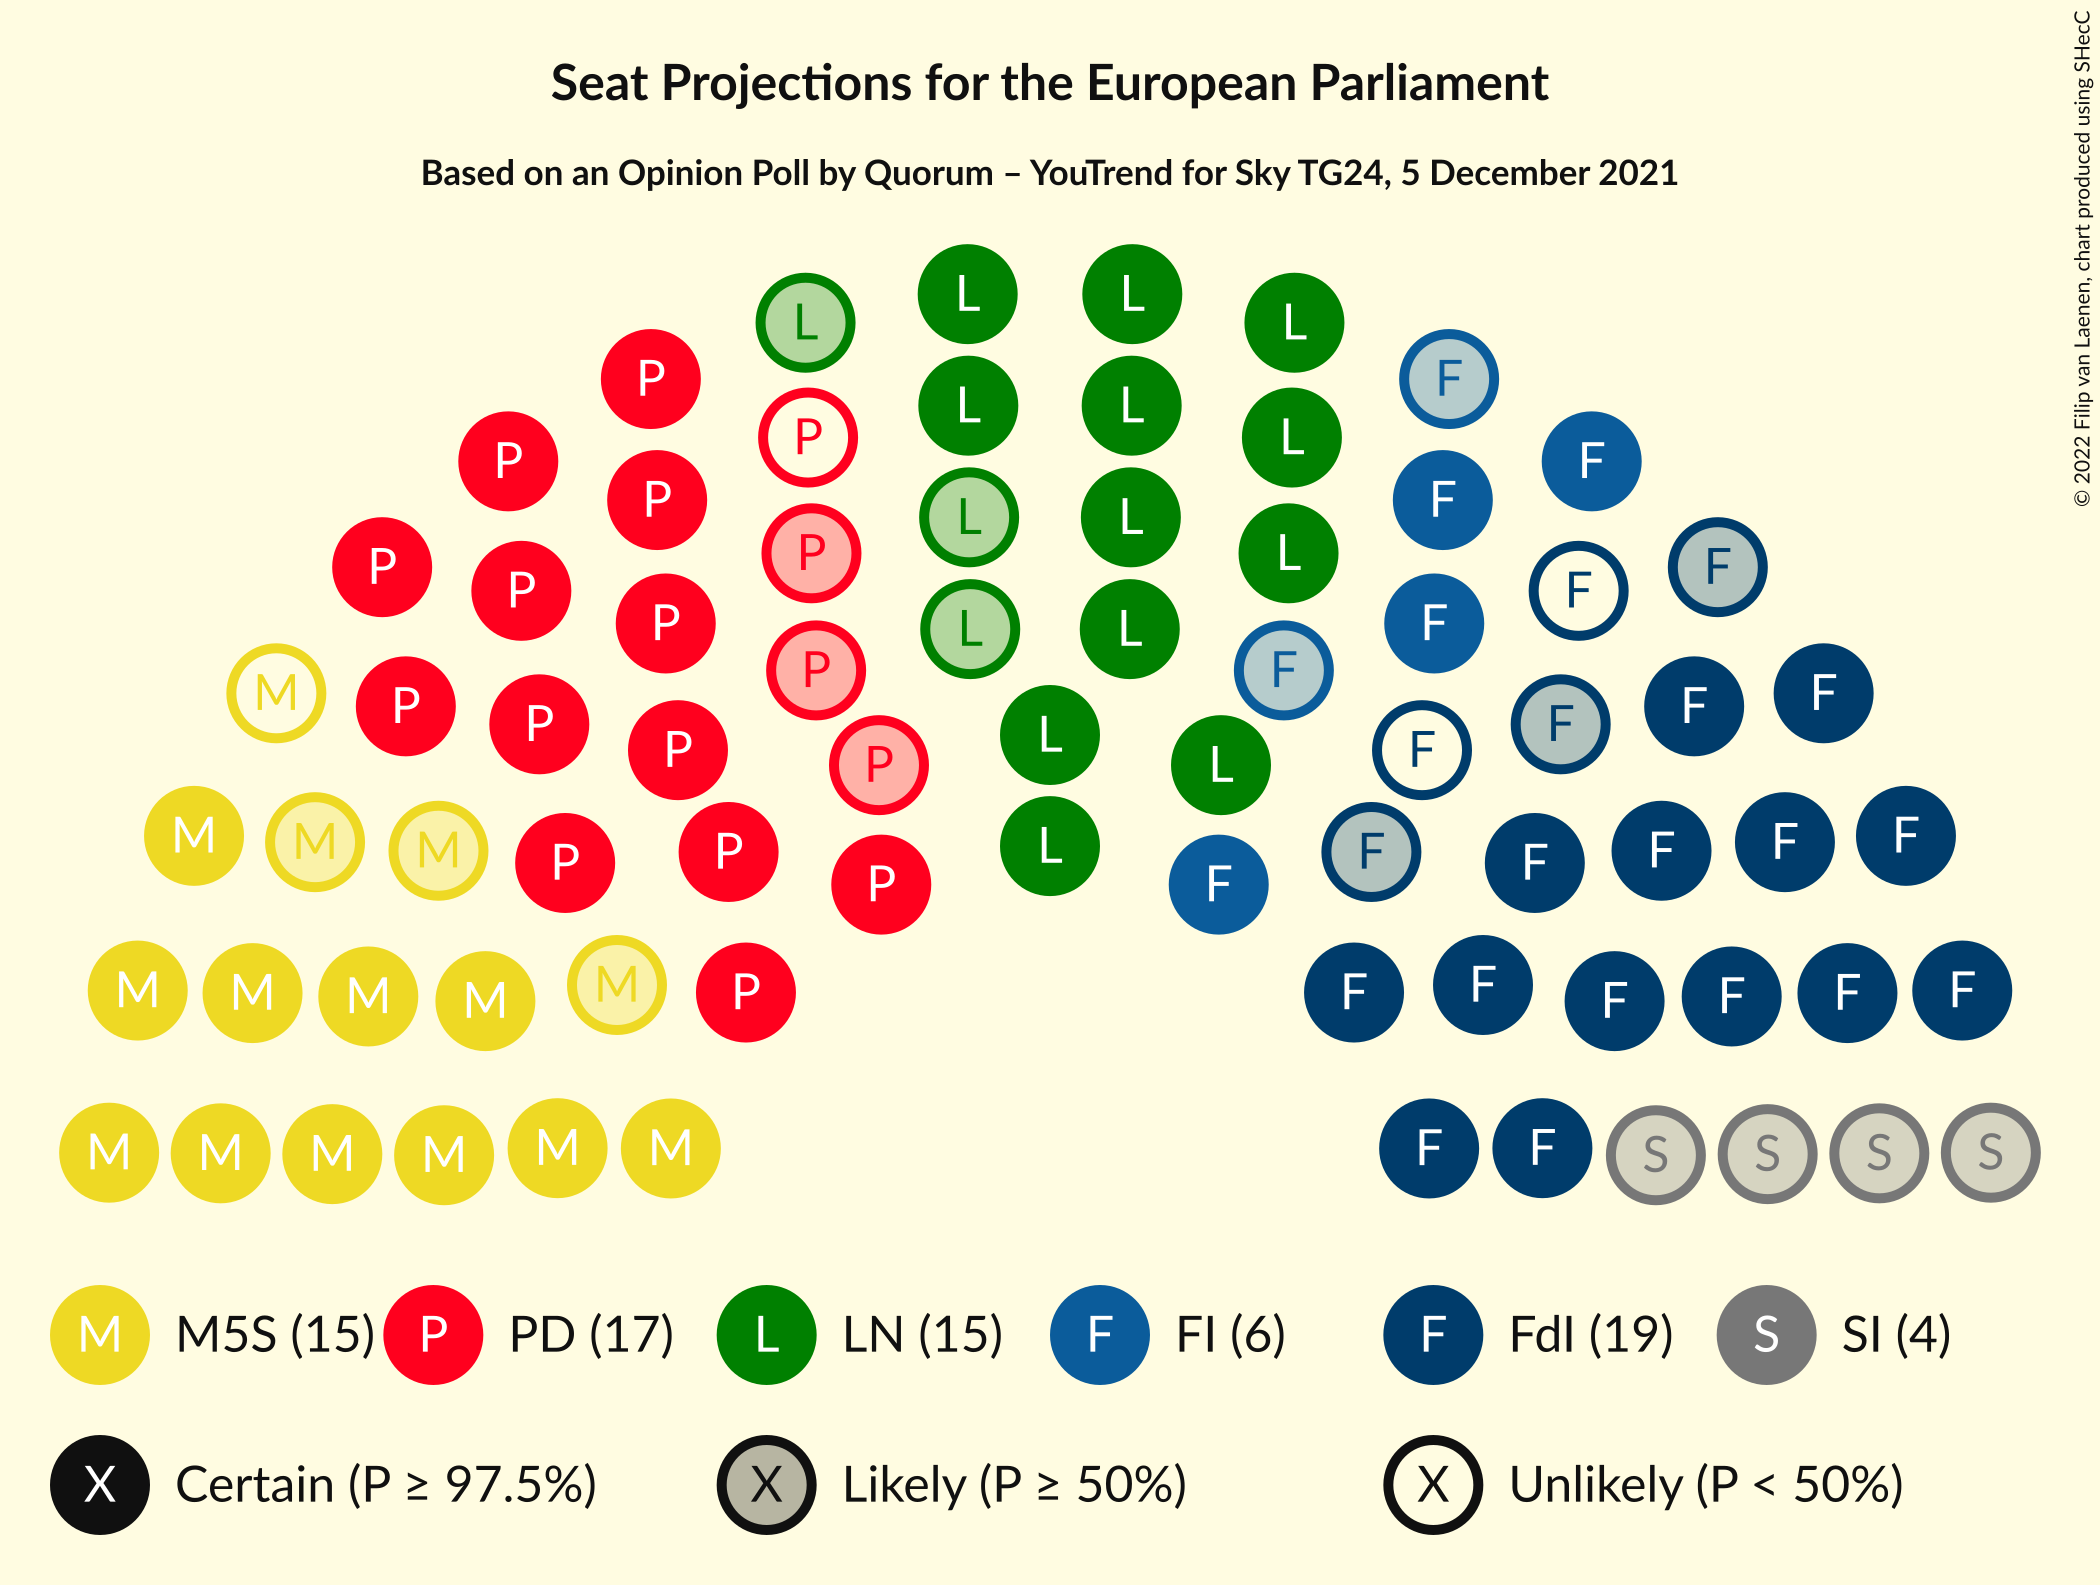 Seat Projections for the European Parliament
Based on an Opinion Poll by Quorum – YouTrend for Sky TG24, 5 December 2021
© 2022 Filip van Laenen, chart produced using SHecC
L L
L L
P F
L L
P L
P F
P F
L L
P L
P F
P F
P F
L L
P F
M F
P L
P F
P F
P F
L
P L
M F
M F
M F
L
P F
P F
P F
M F
M F
M F
M F
M F
P F
M M M M M M F F S S S S
M M5S (15) P PD (17) L LN (15) F FI (6) F FdI (19) S SI (4)
X Certain (P ≥ 97.5%) X Likely (P ≥ 50%) X Unlikely (P < 50%)